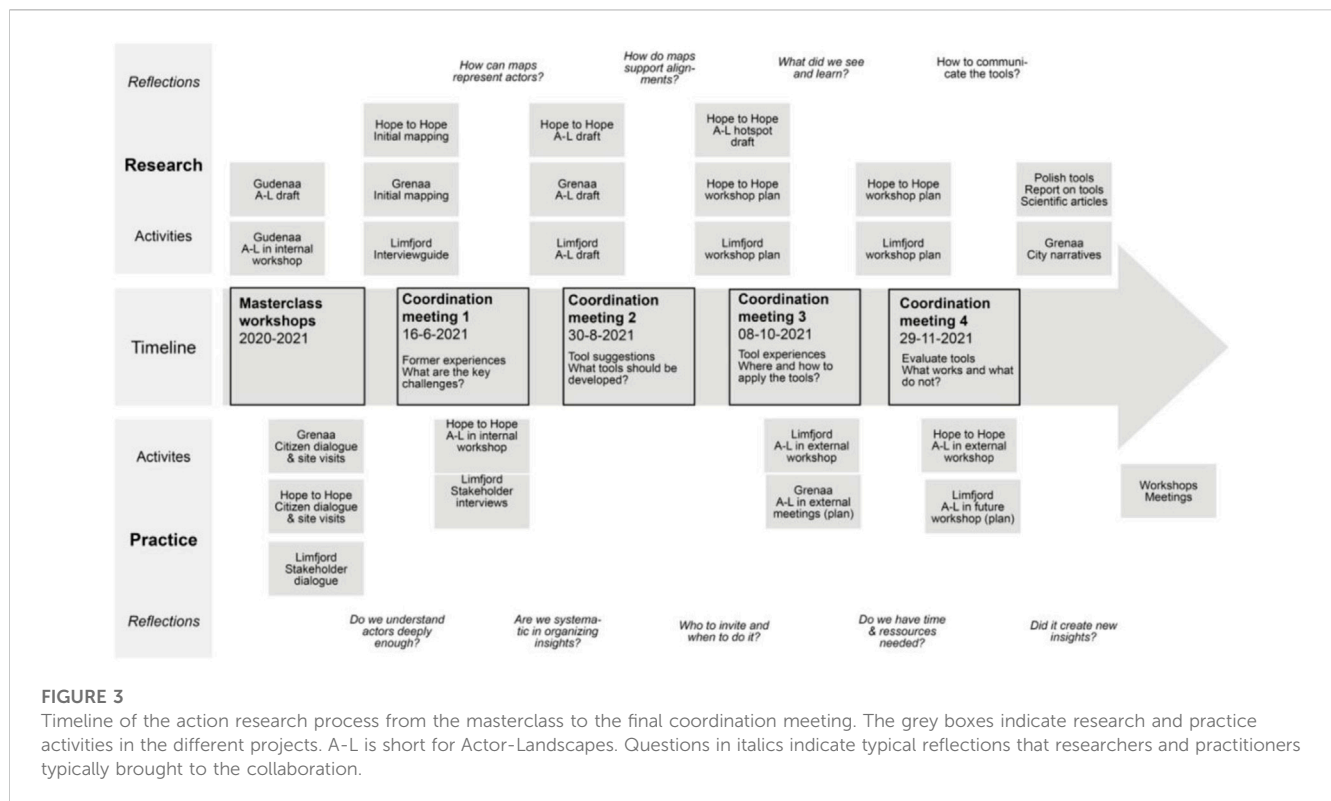 Reflections
How can maps
represent actors?
How do maps
support align-
ments?
What did we see
and learn?
How to communi-
cate the tools?
Research
Activities
Hope to Hope
Initial mapping
Hope to Hope
A-L draft
Hope to Hope
A-L hotspot
draft
Gudenaa
A-L draft
Grenaa
Initial mapping
Grenaa
A-L draft
Hope to Hope
workshop plan
Hope to Hope
workshop plan
Polish tools
Report on tools
Scientific articles
Gudenaa
A-L in internal
workshop
Limfjord
Interviewguide
Limfjord
A-L draft
Limfjord
workshop plan
Limfjord
workshop plan
Grenaa
City narratives
Timeline
Masterclass
workshops
2020-2021
Coordination
meeting 1
16-6-2021
Former experiences
What are the key
challenges?
Coordination
meeting 2
30-8-2021
Tool suggestions
What tools should be
developed?
Coordination
meeting 3
08-10-2021
Tool experiences
Where and how to
apply the tools?
Coordination
meeting 4
29-11-2021
Evaluate tools
What works and what
do not?
Activites
Practice
Grenaa
Citizen dialogue
& site visits
Hope to Hope
A-L in internal
workshop
Limfjord
A-L in external
workshop
Hope to Hope
A-L in external
workshop
Hope to Hope
Citizen dialogue
& site visits
Limfjord
Stakeholder
interviews
Grenaa
A-L in external
meetings (plan)
Limfjord
A-L in future
workshop (plan)
Workshops
Meetings
Limfjord
Stakeholder
dialogue
Reflections
Do we understand
actors deeply
enough?
Are we systema-
tic in organizing
insights?
Who to invite and
when to do it?
Do we have time
& ressources
needed?
Did it create new
insights?
FIGURE 3
Timeline of the action research process from the masterclass to the final coordination meeting. The grey boxes indicate research and practice
activities in the different projects. A-L is short for Actor-Landscapes. Questions in italics indicate typical reflections that researchers and practitioners
typically brought to the collaboration.